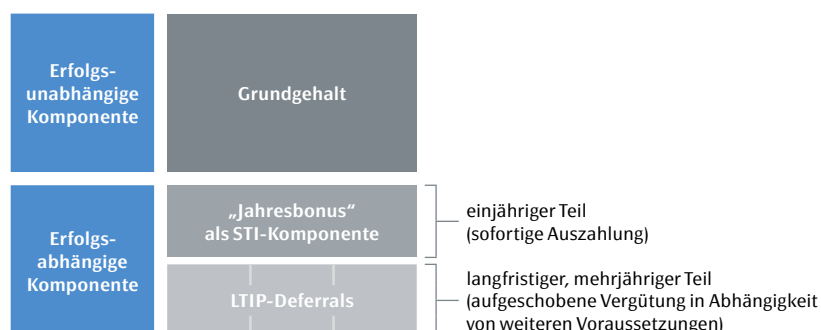 Erfolgs-
unabhängige
Komponente
Grundgehalt
Erfolgs-
abhängige
Komponente
„Jahresbonus“
als STI-Komponente
einjähriger Teil
(sofortige Auszahlung)
LTIP-Deferrals
langfristiger, mehrjähriger Teil
(aufgeschobene Vergütung in Abhängigkeit
von weiteren Voraussetzungen)